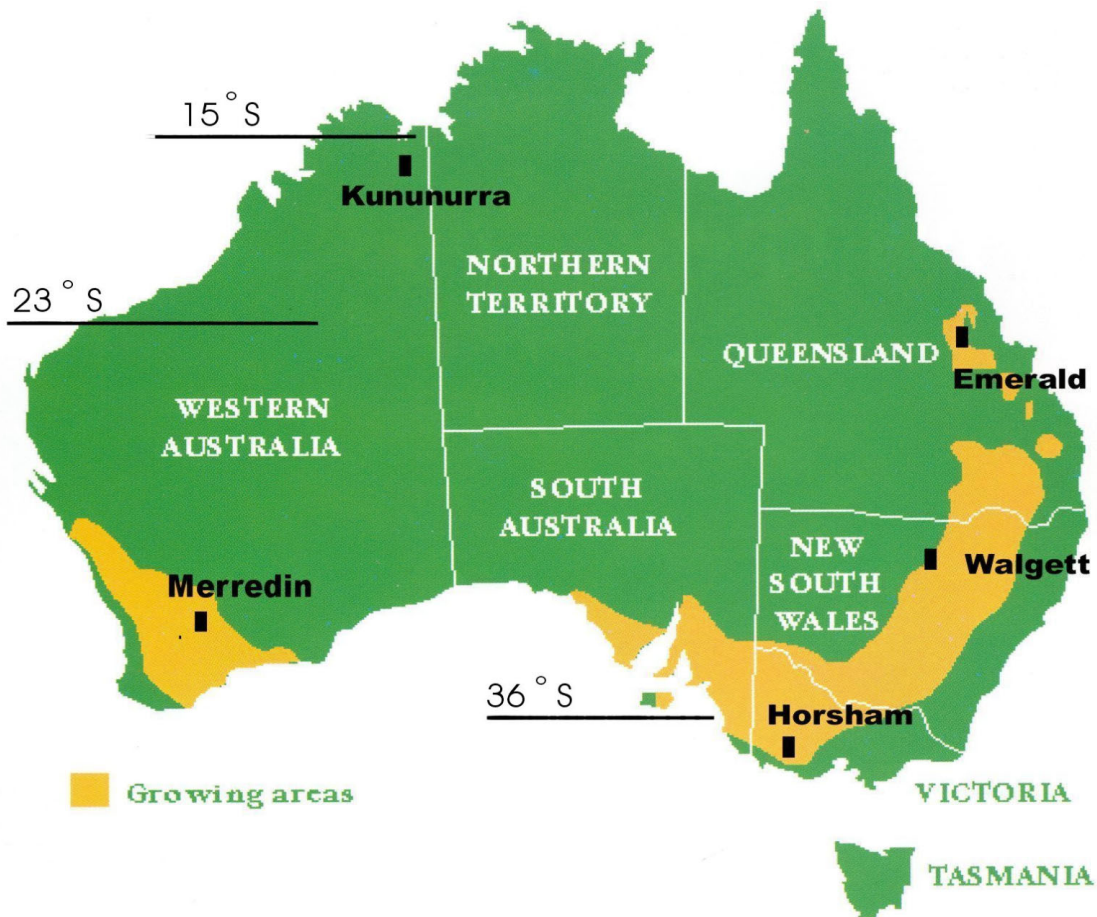 15°S
Kununurra
NORTHERN
TERRITORY
23°S
QUEENSLAND
Emerald
WESTERN
AUSTRALIA
SOUTH
AUSTRALIA
NEW
SOUTH
WALES
Walgett
Merredin
36°S
Horsham
Growing areas
VICTORIA
TASMANIA